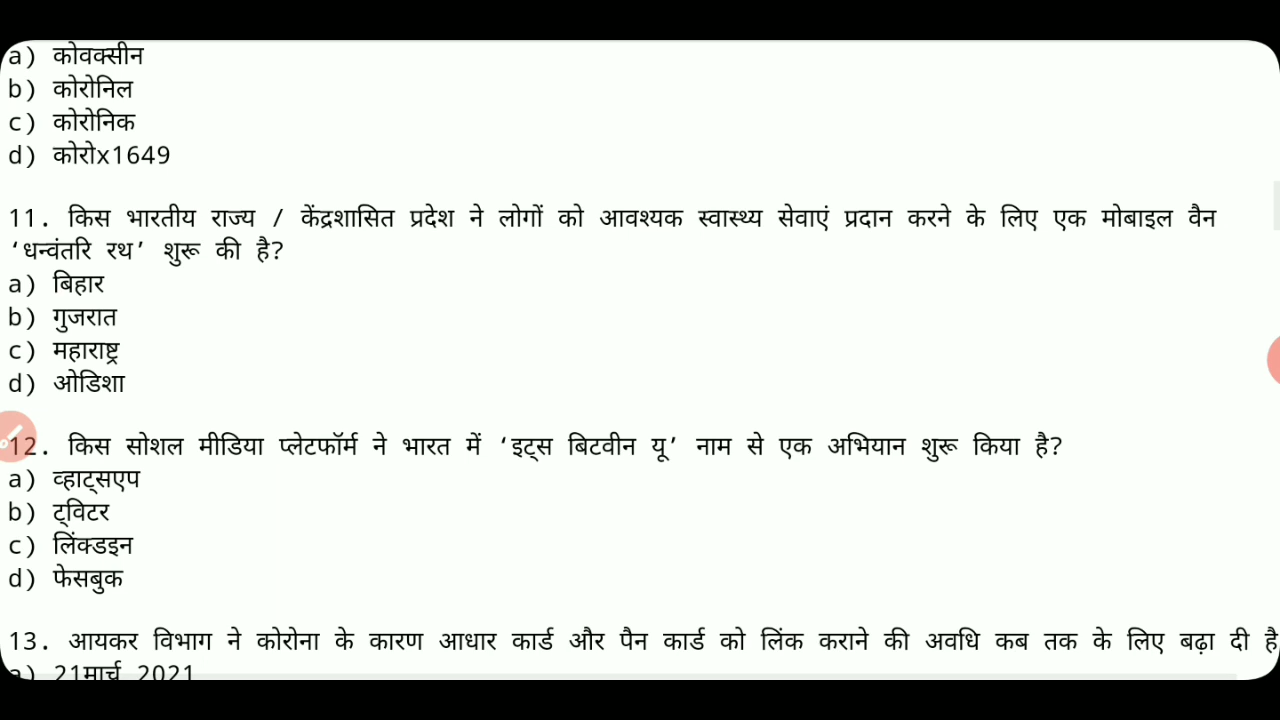 a) कोवक्सीन
b) कोरोनिल
c) कोरोनिक
d) कोरोx1649
11. किस भारतीय राज्य / केंद्रशासित प्रदेश ने लोगों को आवश्यक स्वास्थ्य सेवाएं प्रदान करने के लिए एक मोबाइल वैन
‘धन्वंतरि रथ’ शुरू की है?
a) बिहार
b) गुजरात
c) महाराष्ट्र
d) ओडिशा
12. किस सोशल मीडिया प्लेटफॉर्म ने भारत में ‘इट्स बिटवीन यू’ नाम से एक अभियान शुरू किया है?
a) व्हाट्सएप
b) ट्विटर
c) लिंक्डइन
d) फेसबुक
13. आयकर विभाग ने कोरोना के कारण आधार कार्ड और पैन कार्ड को लिंक कराने की अवधि कब तक के लिए बढ़ा दी है
a) 21मार्च 2021